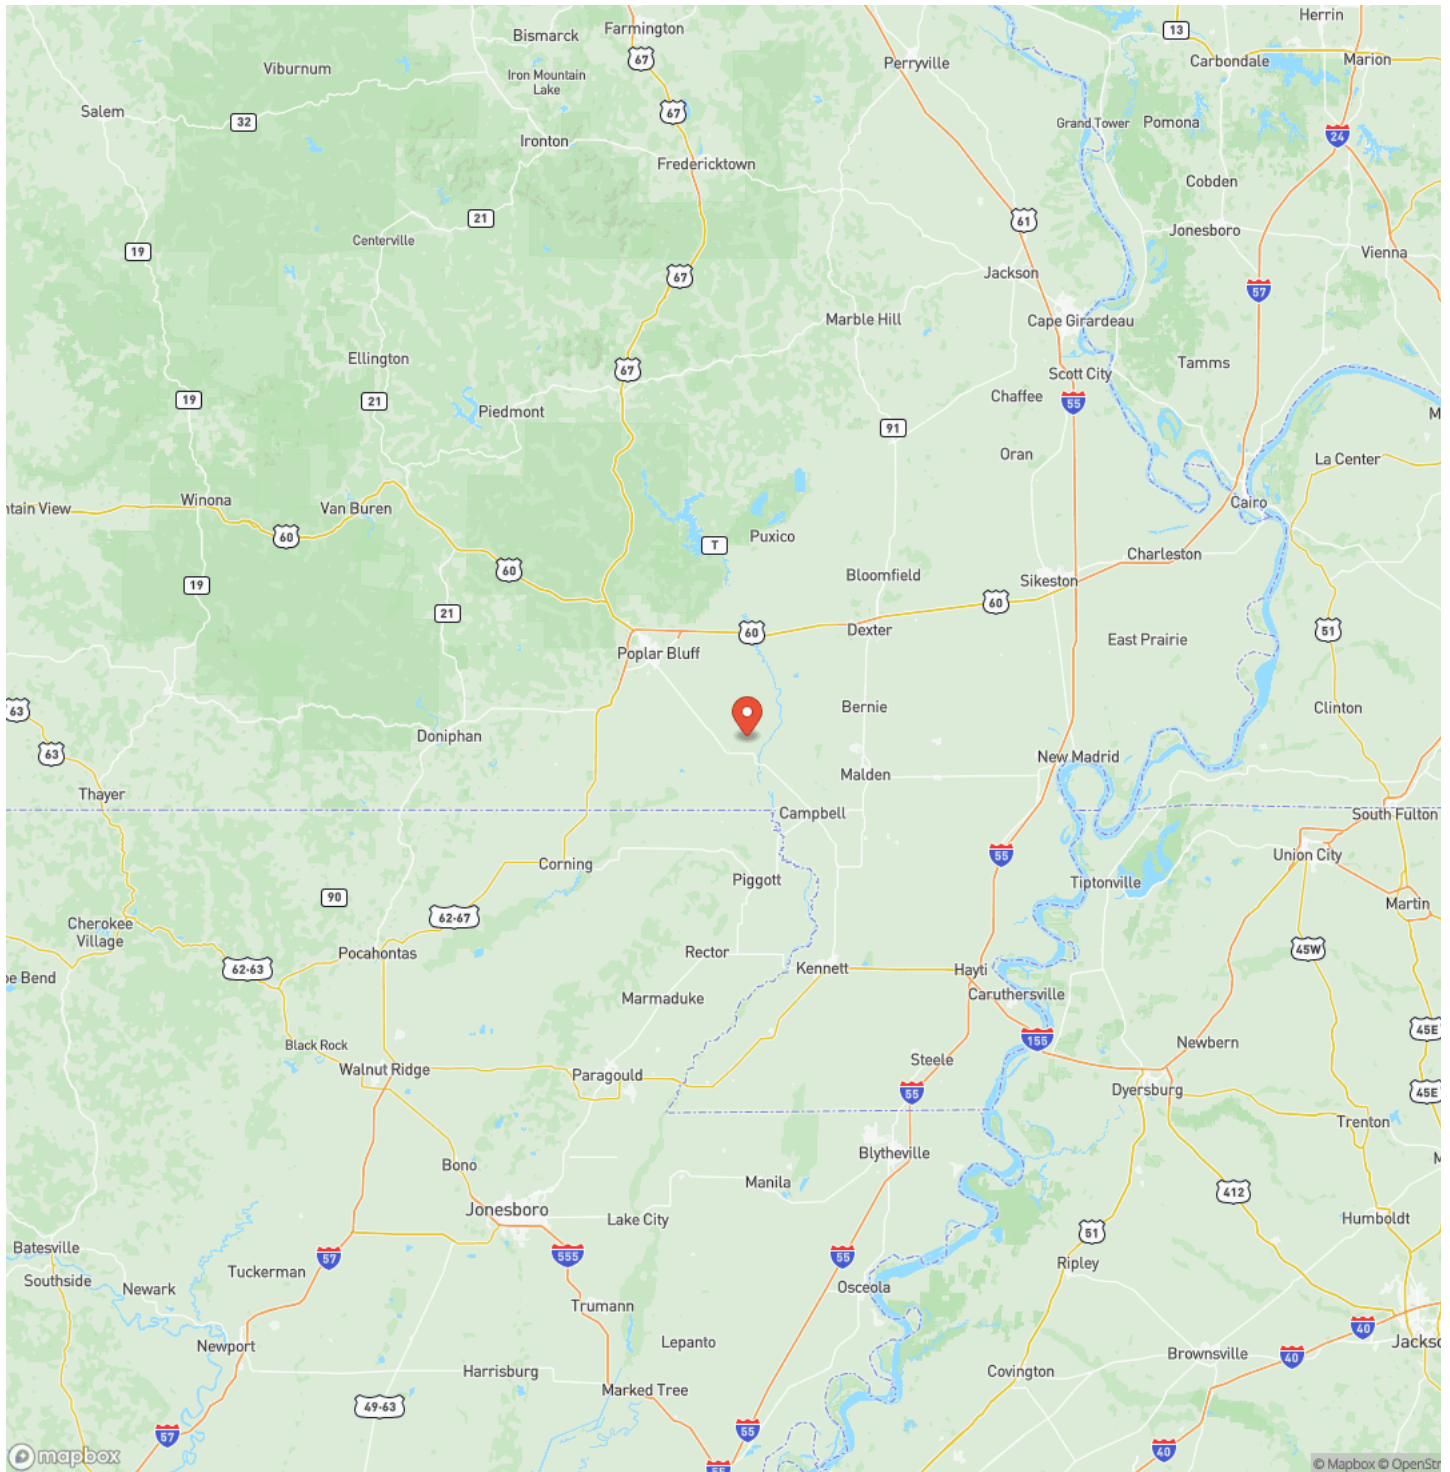 Herrin
13
Farmington
Bismarck
67
Perryville
Carbondale
Marion
Viburnum
Iron Mountain
Lake
Salem
32
67
Grand Tower
Pomona
24
Ironton
Fredericktown
Cobden
21
61
Jonesboro
Centerville
19
Vienna
67
Jackson
57
Marble Hill
Cape Girardeau
Ellington
67
Tamms
Scott City
19
21
Chaffee
55
Piedmont
91
Oran
La Center
Winona
Van Buren
ntain View
Cairo
60
Puxico
T
Charleston
60
Bloomfield
Sikeston
19
60
21
60
Dexter
51
East Prairie
Poplar Bluff
63
Bernie
Clinton
Doniphan
63
New Madrid
Malden
Thayer
Campbell
South Fulton
55
Union City
Corning
Piggott
Tiptonville
90
62-67
Martin
Cherokee
Village
Pocahontas
Rector
45W
62-63
Kennett
Hayti
oe Bend
Marmaduke
Caruthersville
45E
155
Black Rock
Newbern
Walnut Ridge
Paragould
Steele
Dyersburg
55
45E
Trenton
Blytheville
Bono
Manila
412
Jonesboro
Lake City
Humboldt
51
Batesville
57
555
55
Ripley
Southside
Tuckerman
Newark
Osceola
Trumann
40
Newport
Lepanto
Jackso
40
Brownsville
Harrisburg
Covington
Marked Tree
49-63
57
55
40
55
mapbox
© Mapbox © OpenStr